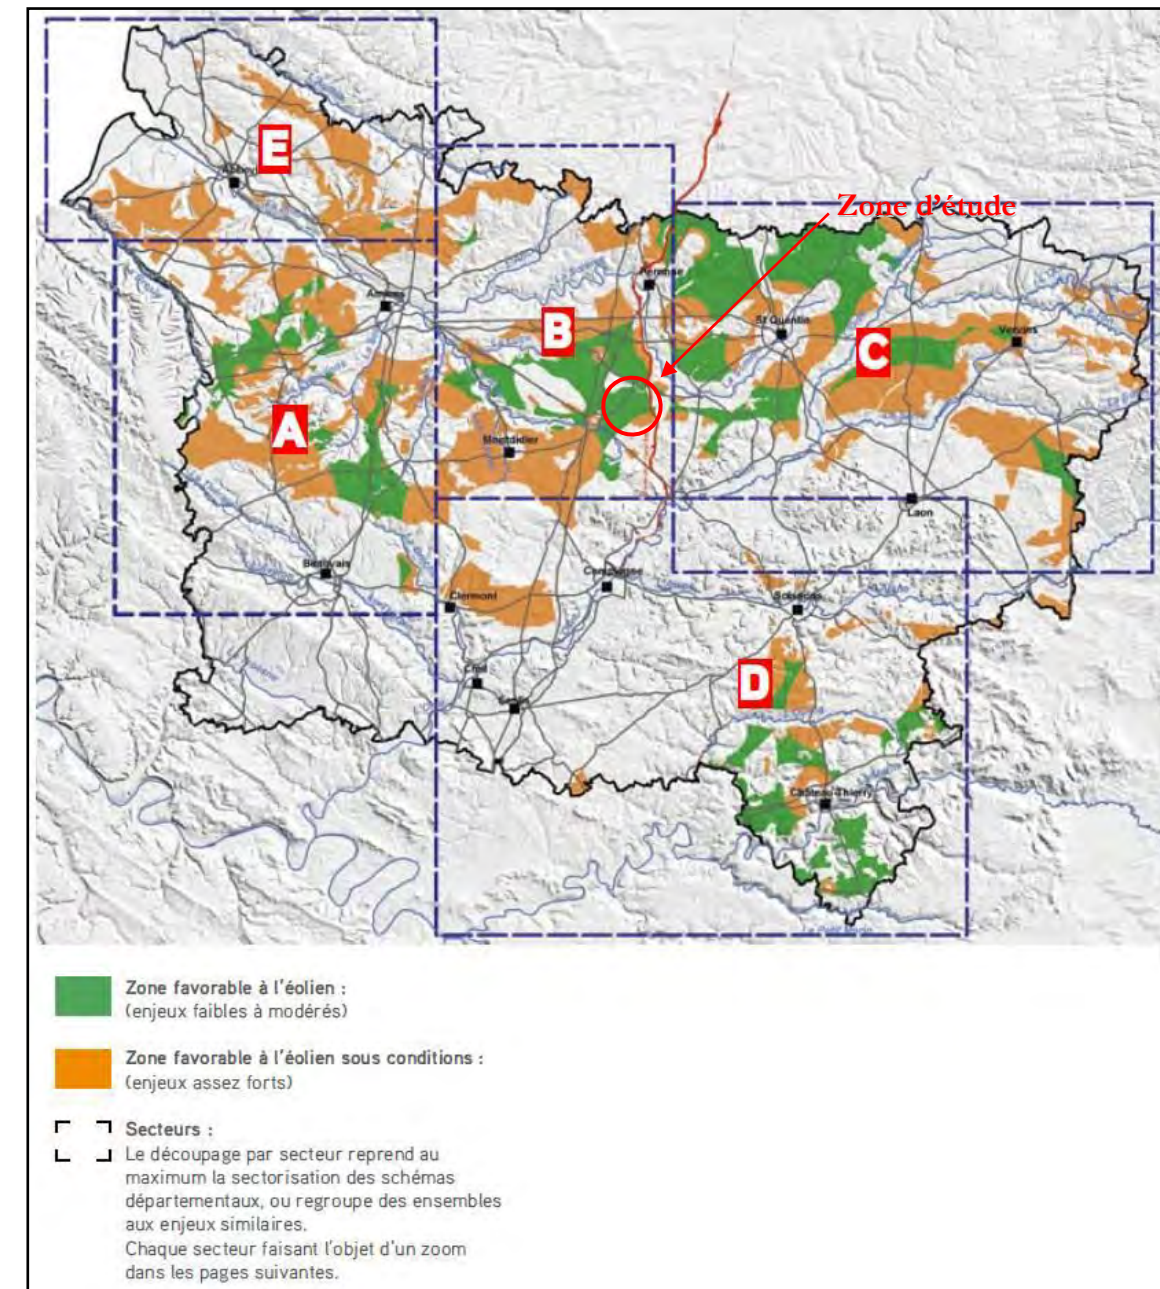 E
Zone d'étude
Péronne
Amiens
B
St Quentin
C
Vervins
A
Montdidier
Laon
Beauvais
Compiègne
Clermont
Soissons
Creil
D
Château-Thierry
Zone favorable à l'éolien :
(enjeux faibles à modérés)
Zone favorable à l'éolien sous conditions :
(enjeux assez forts)
Secteurs :
Le découpage par secteur reprend au
maximum la sectorisation des schémas
départementaux, ou regroupe des ensembles
aux enjeux similaires.
Chaque secteur faisant l'objet d'un zoom
dans les pages suivantes.